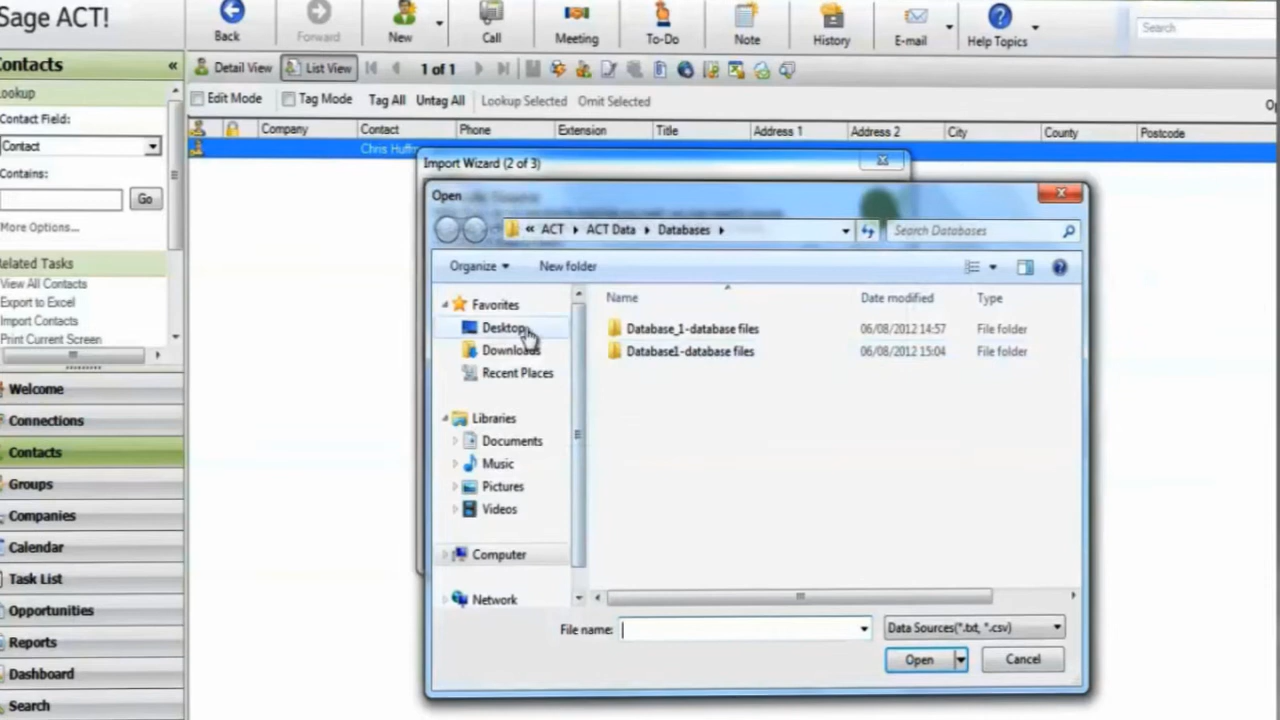 Sage ACT!
Back
Forward
New
Call
Meeting
To-Do
Note
History
E-mail
Help Topics
Search
Contacts
«
Detail View
List View
1 of 1
Lookup
Edit Mode
Tag Mode
Tag All
Untag All
Lookup Selected
Omit Selected
Contact Field:
Contact
Contains:
Go
More Options...
Company
Contact
Phone
Extension
Title
Address 1
Address 2
City
County
Postcode
Chris
Related Tasks
View All Contacts
Export to Excel
Import Contacts
Print Current Screen
Welcome
Connections
Contacts
Groups
Companies
Calendar
Task List
Opportunities
Reports
Dashboard
Search
Import Wizard (2 of 3)
Open
« ACT ▸ ACT Data ▸ Databases ▸
Search Databases
Organize
New folder
Favorites
Desktop
Downloads
Recent Places
Libraries
Documents
Music
Pictures
Videos
Computer
Network
Name
Date modified
Type
Database_1-database files
06/08/2012 14:57
File folder
Database1-database files
06/08/2012 15:04
File folder
File name:
Data Sources(*.txt, *.csv)
Open
Cancel